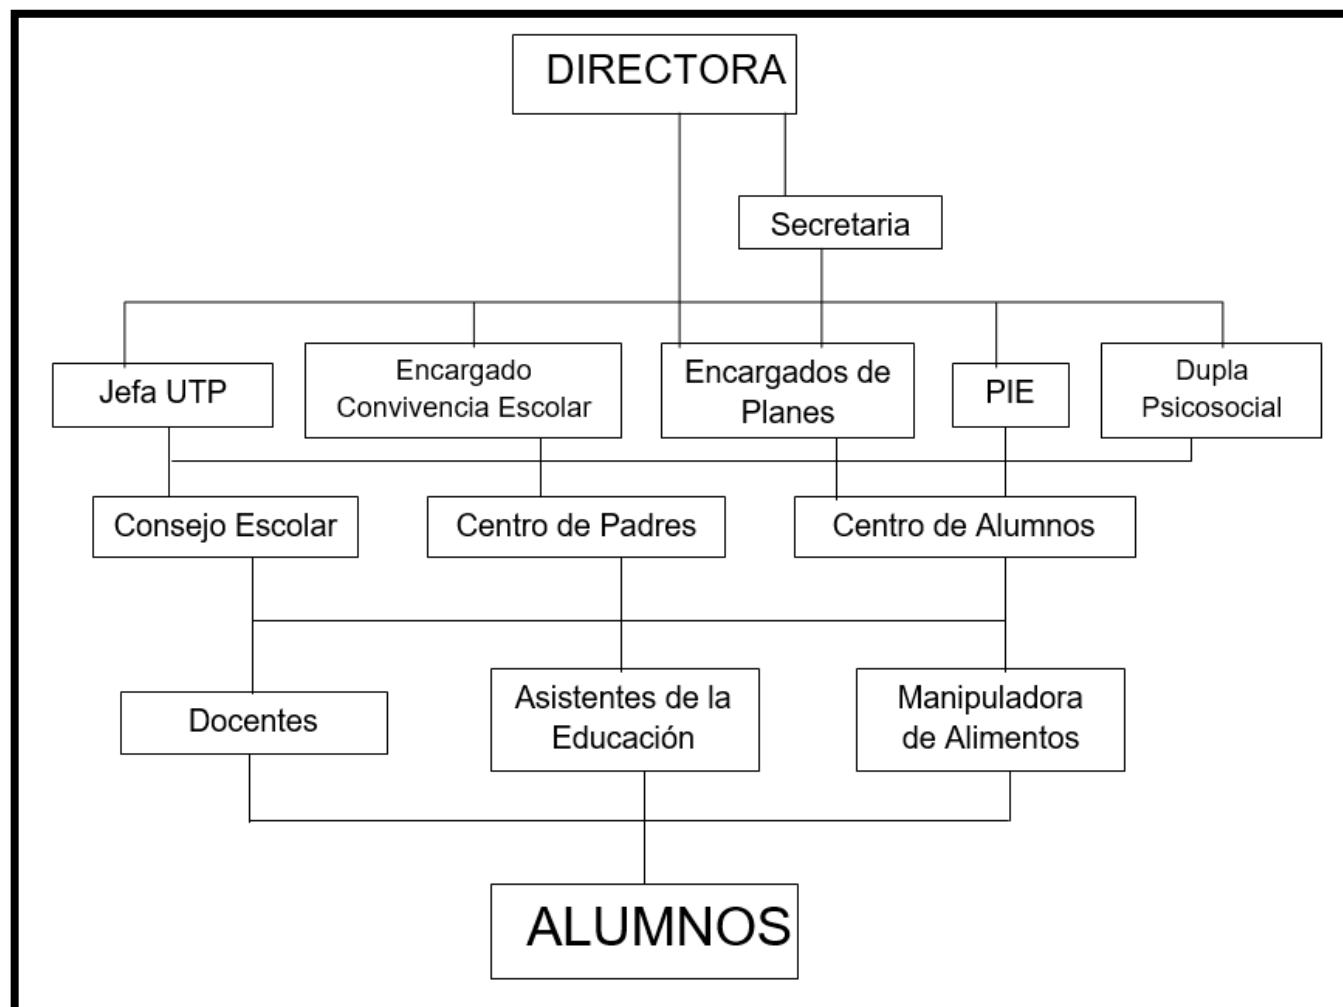 DIRECTORA
Secretaria
Jefa UTP
Encargado
Convivencia Escolar
Encargados de
Planes
PIE
Dupla
Psicosocial
Consejo Escolar
Centro de Padres
Centro de Alumnos
Docentes
Asistentes de la
Educación
Manipuladora
de Alimentos
ALUMNOS